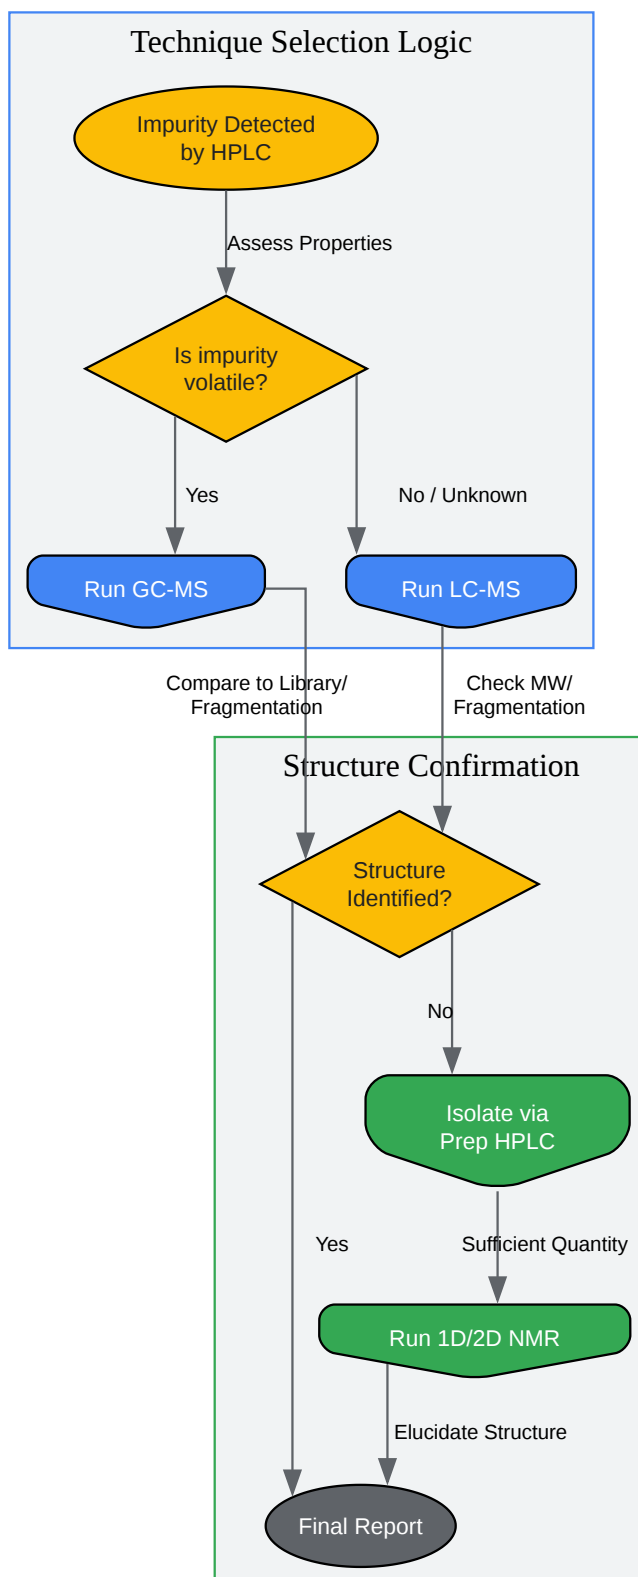 Technique Selection Logic
Impurity Detected
by HPLC
Assess Properties
Is impurity
volatile?
Yes
No / Unknown
Run GC-MS
Run LC-MS
Compare to Library/
Fragmentation
Check MW/
Fragmentation
Structure Confirmation
Structure
Identified?
No
Isolate via
Prep HPLC
Yes
Sufficient Quantity
Run 1D/2D NMR
Elucidate Structure
Final Report